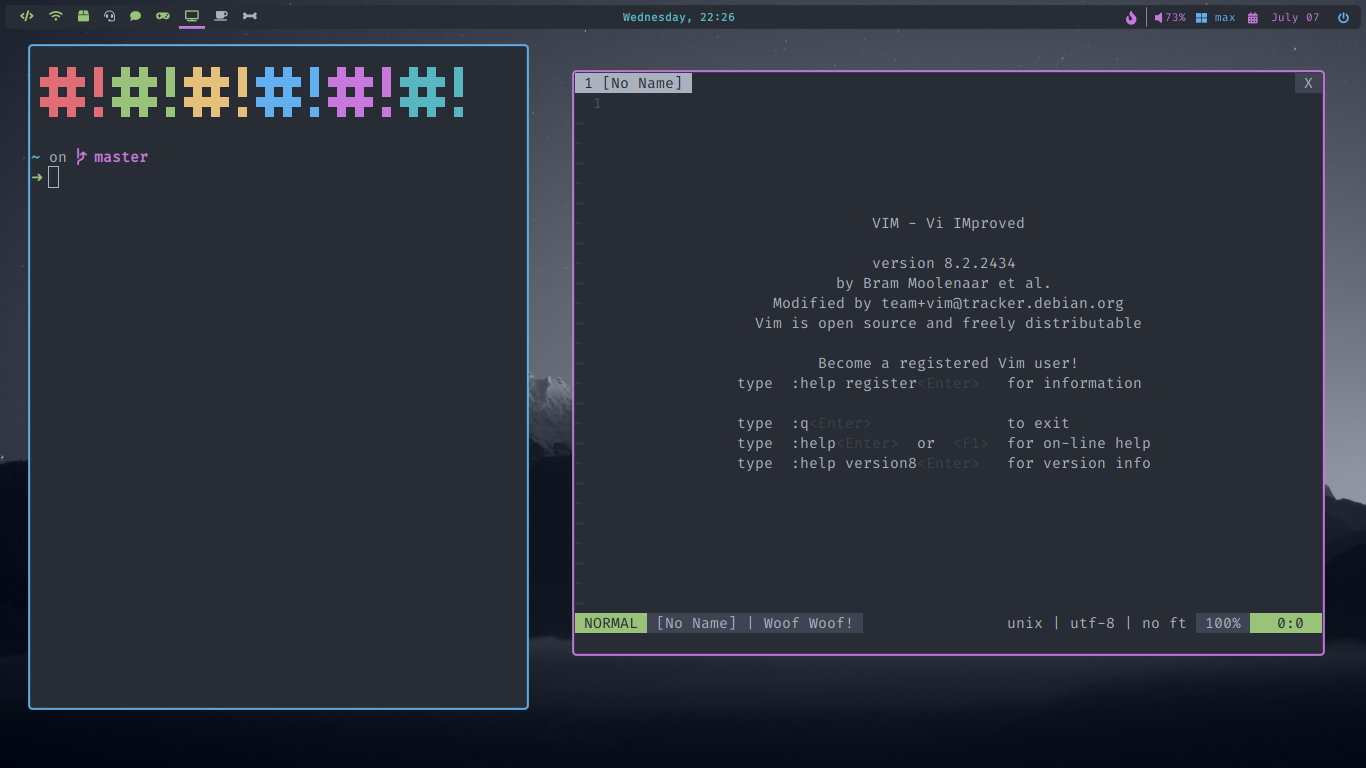 Wednesday, 22:26
73% max July 07
#!#!#!#!#!#!
~ on master
➜
1 [No Name] X
1
VIM - Vi IMproved
version 8.2.2434
by Bram Moolenaar et al.
Modified by team+vim@tracker.debian.org
Vim is open source and freely distributable
Become a registered Vim user!
type :help register<Enter> for information
type :q<Enter> to exit
type :help<Enter> or <F1> for on-line help
type :help version8<Enter> for version info
NORMAL [No Name] | Woof Woof! unix | utf-8 | no ft 100% 0:0